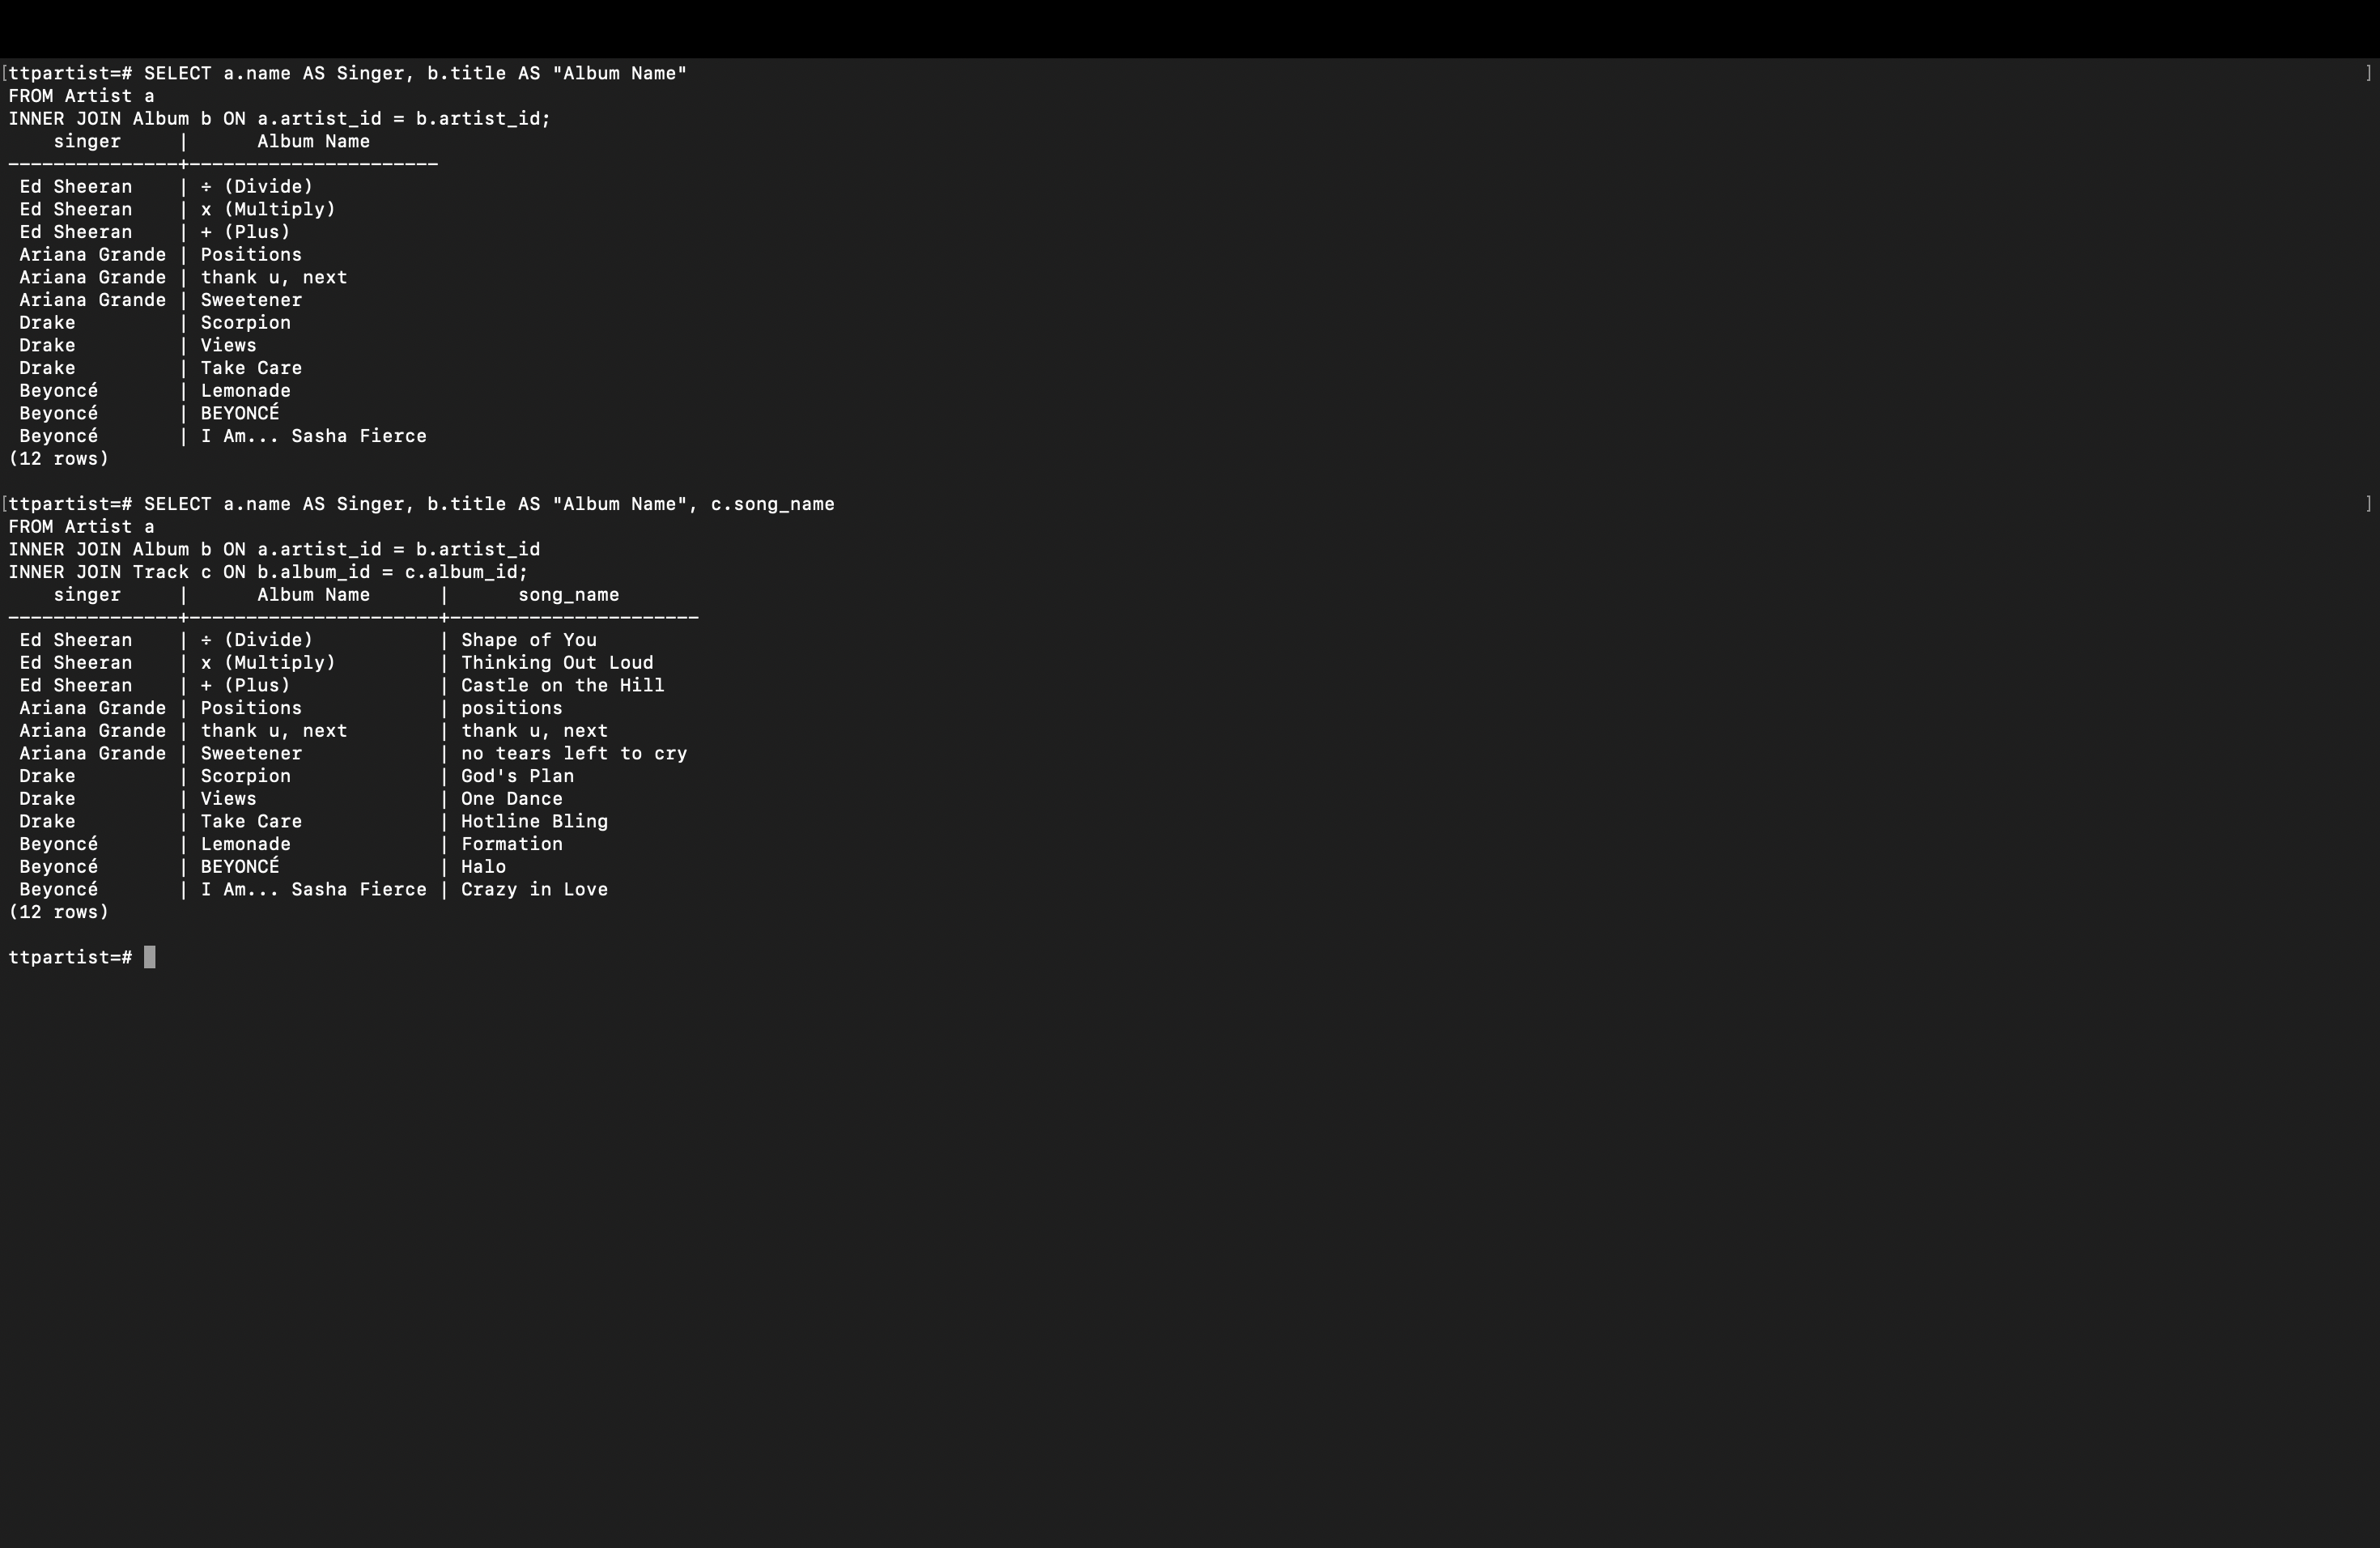 [ttpartist=# SELECT a.name AS Singer, b.title AS "Album Name" ]
FROM Artist a
INNER JOIN Album b ON a.artist_id = b.artist_id;
    singer     |      Album Name
---------------+----------------------
 Ed Sheeran    | ÷ (Divide)
 Ed Sheeran    | x (Multiply)
 Ed Sheeran    | + (Plus)
 Ariana Grande | Positions
 Ariana Grande | thank u, next
 Ariana Grande | Sweetener
 Drake         | Scorpion
 Drake         | Views
 Drake         | Take Care
 Beyoncé       | Lemonade
 Beyoncé       | BEYONCÉ
 Beyoncé       | I Am... Sasha Fierce
(12 rows)

[ttpartist=# SELECT a.name AS Singer, b.title AS "Album Name", c.song_name ]
FROM Artist a
INNER JOIN Album b ON a.artist_id = b.artist_id
INNER JOIN Track c ON b.album_id = c.album_id;
    singer     |      Album Name      |      song_name
---------------+----------------------+----------------------
 Ed Sheeran    | ÷ (Divide)           | Shape of You
 Ed Sheeran    | x (Multiply)         | Thinking Out Loud
 Ed Sheeran    | + (Plus)             | Castle on the Hill
 Ariana Grande | Positions            | positions
 Ariana Grande | thank u, next        | thank u, next
 Ariana Grande | Sweetener            | no tears left to cry
 Drake         | Scorpion             | God's Plan
 Drake         | Views                | One Dance
 Drake         | Take Care            | Hotline Bling
 Beyoncé       | Lemonade             | Formation
 Beyoncé       | BEYONCÉ              | Halo
 Beyoncé       | I Am... Sasha Fierce | Crazy in Love
(12 rows)

ttpartist=#